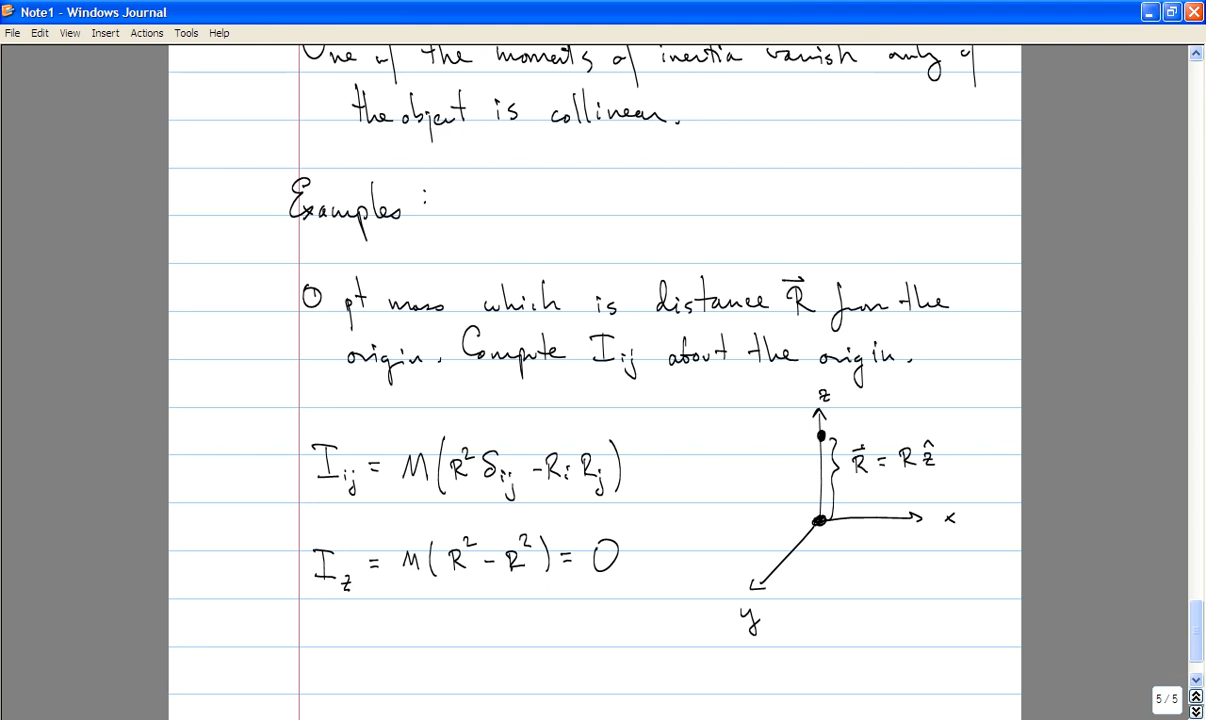 Note1 - Windows Journal
File Edit View Insert Actions Tools Help
One of the moments of inertia vanish only if
the object is collinear.
Examples :
① pt mass which is distance R⃗ from the
origin. Compute Iij about the origin.
z
Iij = M(R²δij - Ri Rj)
R⃗ = R ẑ
x
Iz = M(R² - R²) = 0
y
5 / 5